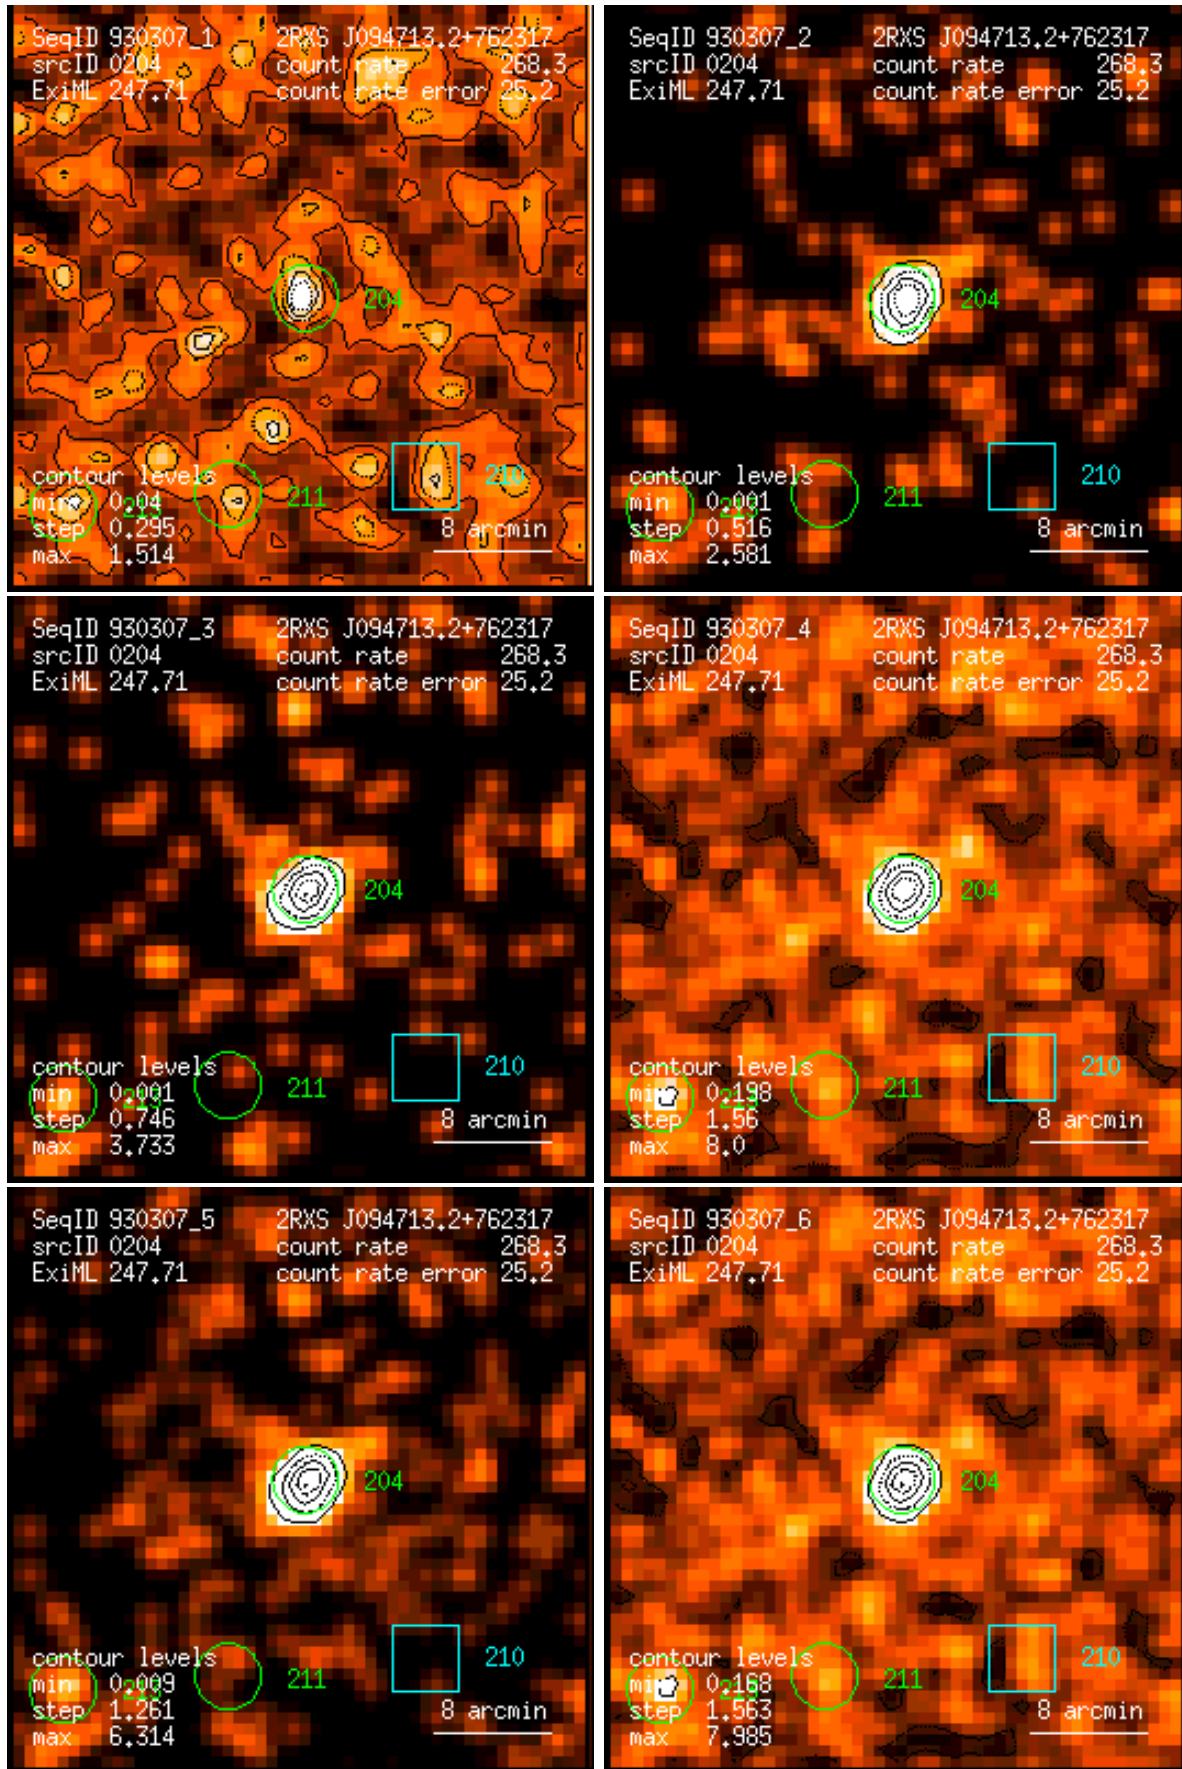 SeqID 930307_1 2RXS J094713.2+762317
srcID 0204 count rate 268.3
ExiML 247.71 count rate error 25.2
204
contour levels 210
min 0.04 211
step 0.295 8 arcmin
max 1.514
SeqID 930307_2 2RXS J094713.2+762317
srcID 0204 count rate 268.3
ExiML 247.71 count rate error 25.2
204
contour levels 210
min 0.001 211
step 0.516 8 arcmin
max 2.581
SeqID 930307_3 2RXS J094713.2+762317
srcID 0204 count rate 268.3
ExiML 247.71 count rate error 25.2
204
contour levels 210
min 0.001 211
step 0.746 8 arcmin
max 3.733
SeqID 930307_4 2RXS J094713.2+762317
srcID 0204 count rate 268.3
ExiML 247.71 count rate error 25.2
204
contour levels 210
min 0.198 211
step 1.56 8 arcmin
max 8.0
SeqID 930307_5 2RXS J094713.2+762317
srcID 0204 count rate 268.3
ExiML 247.71 count rate error 25.2
204
contour levels 210
min 0.009 211
step 1.261 8 arcmin
max 6.314
SeqID 930307_6 2RXS J094713.2+762317
srcID 0204 count rate 268.3
ExiML 247.71 count rate error 25.2
204
contour levels 210
min 0.168 211
step 1.563 8 arcmin
max 7.985